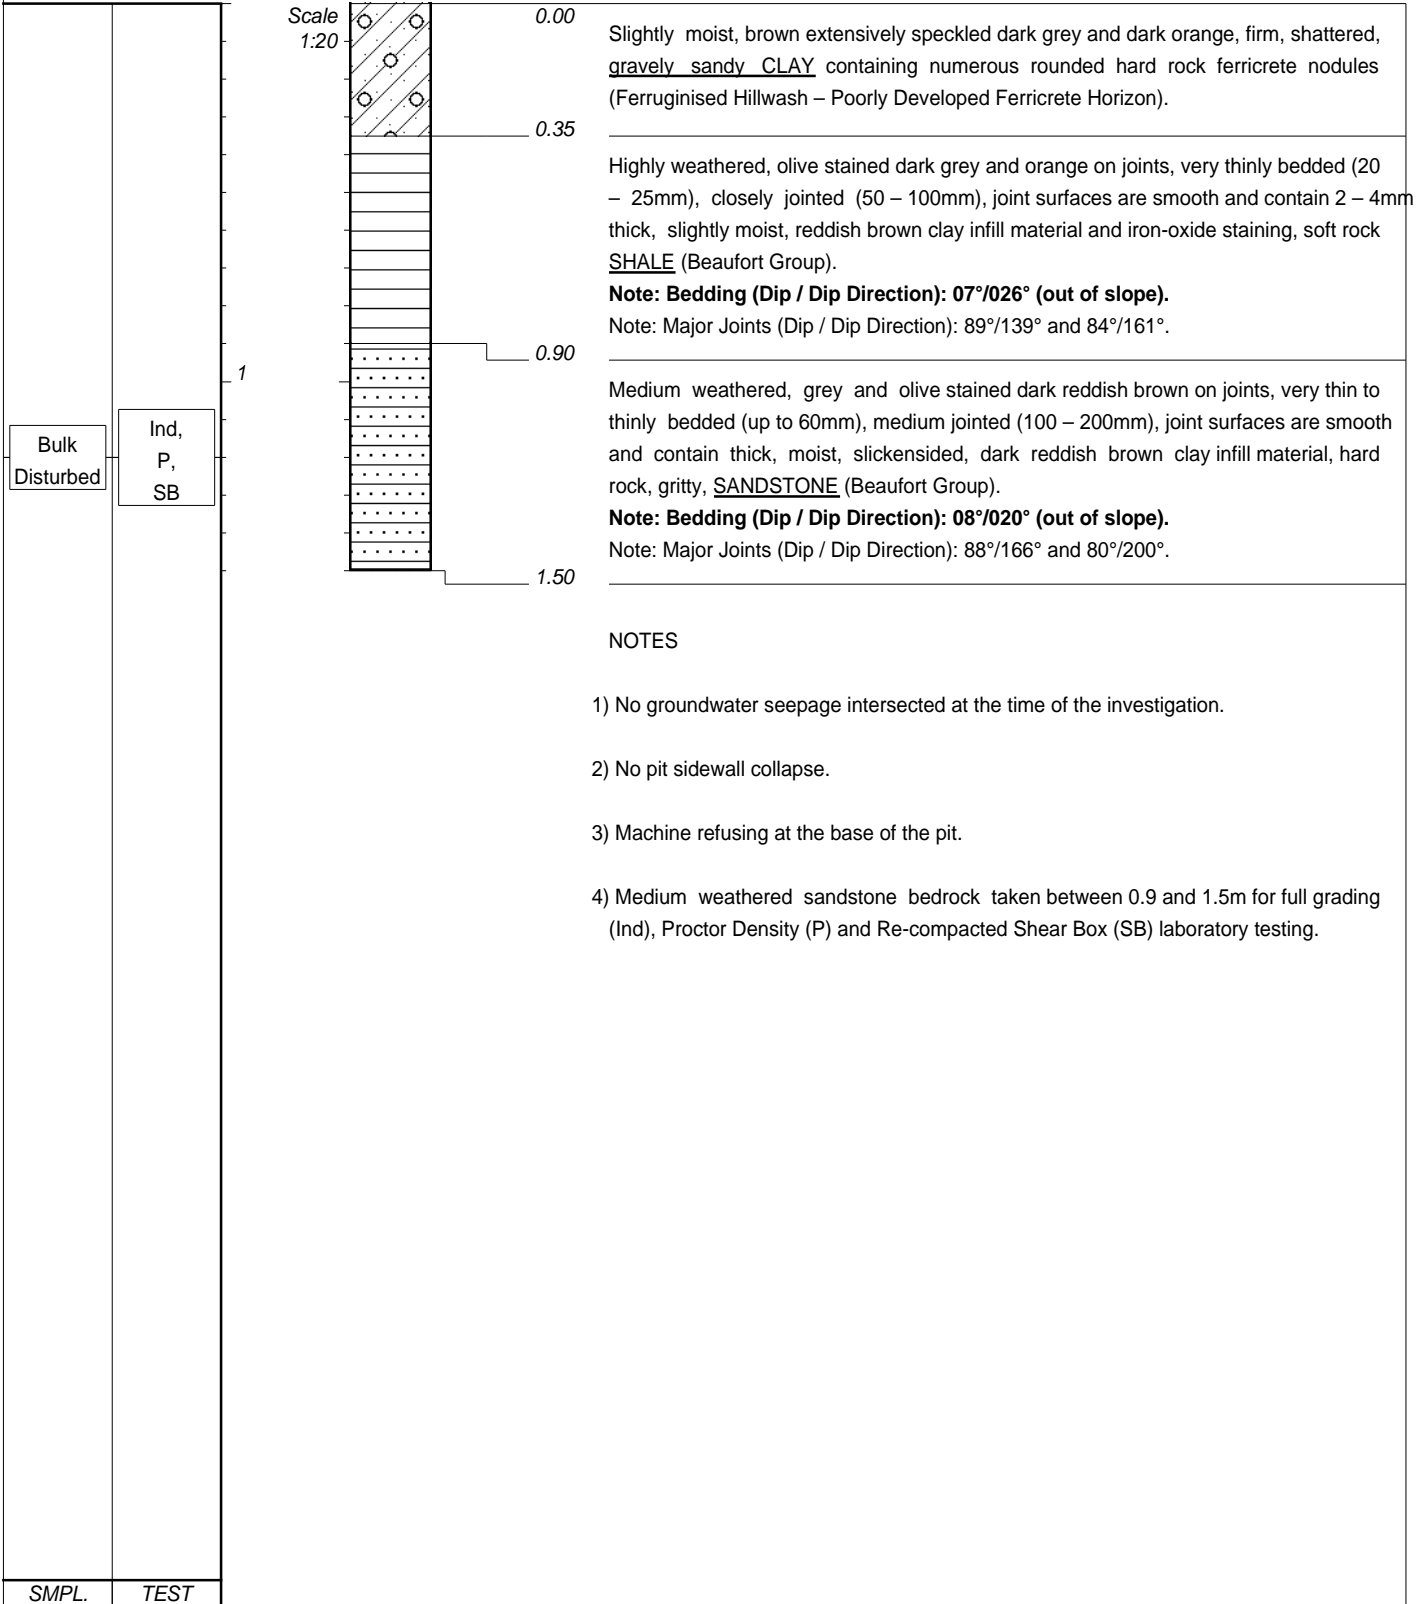 Scale
1:20
0.00
Slightly moist, brown extensively speckled dark grey and dark orange, firm, shattered,
gravely sandy CLAY containing numerous rounded hard rock ferricrete nodules
(Ferruginised Hillwash – Poorly Developed Ferricrete Horizon).
0.35
Highly weathered, olive stained dark grey and orange on joints, very thinly bedded (20
– 25mm), closely jointed (50 – 100mm), joint surfaces are smooth and contain 2 – 4mm
thick, slightly moist, reddish brown clay infill material and iron-oxide staining, soft rock
SHALE (Beaufort Group).
Note: Bedding (Dip / Dip Direction): 07°/026° (out of slope).
Note: Major Joints (Dip / Dip Direction): 89°/139° and 84°/161°.
0.90
1
Medium weathered, grey and olive stained dark reddish brown on joints, very thin to
thinly bedded (up to 60mm), medium jointed (100 – 200mm), joint surfaces are smooth
and contain thick, moist, slickensided, dark reddish brown clay infill material, hard
rock, gritty, SANDSTONE (Beaufort Group).
Note: Bedding (Dip / Dip Direction): 08°/020° (out of slope).
Note: Major Joints (Dip / Dip Direction): 88°/166° and 80°/200°.
Bulk
Disturbed
Ind,
P,
SB
1.50
NOTES
1) No groundwater seepage intersected at the time of the investigation.
2) No pit sidewall collapse.
3) Machine refusing at the base of the pit.
4) Medium weathered sandstone bedrock taken between 0.9 and 1.5m for full grading
(Ind), Proctor Density (P) and Re-compacted Shear Box (SB) laboratory testing.
SMPL.
TEST